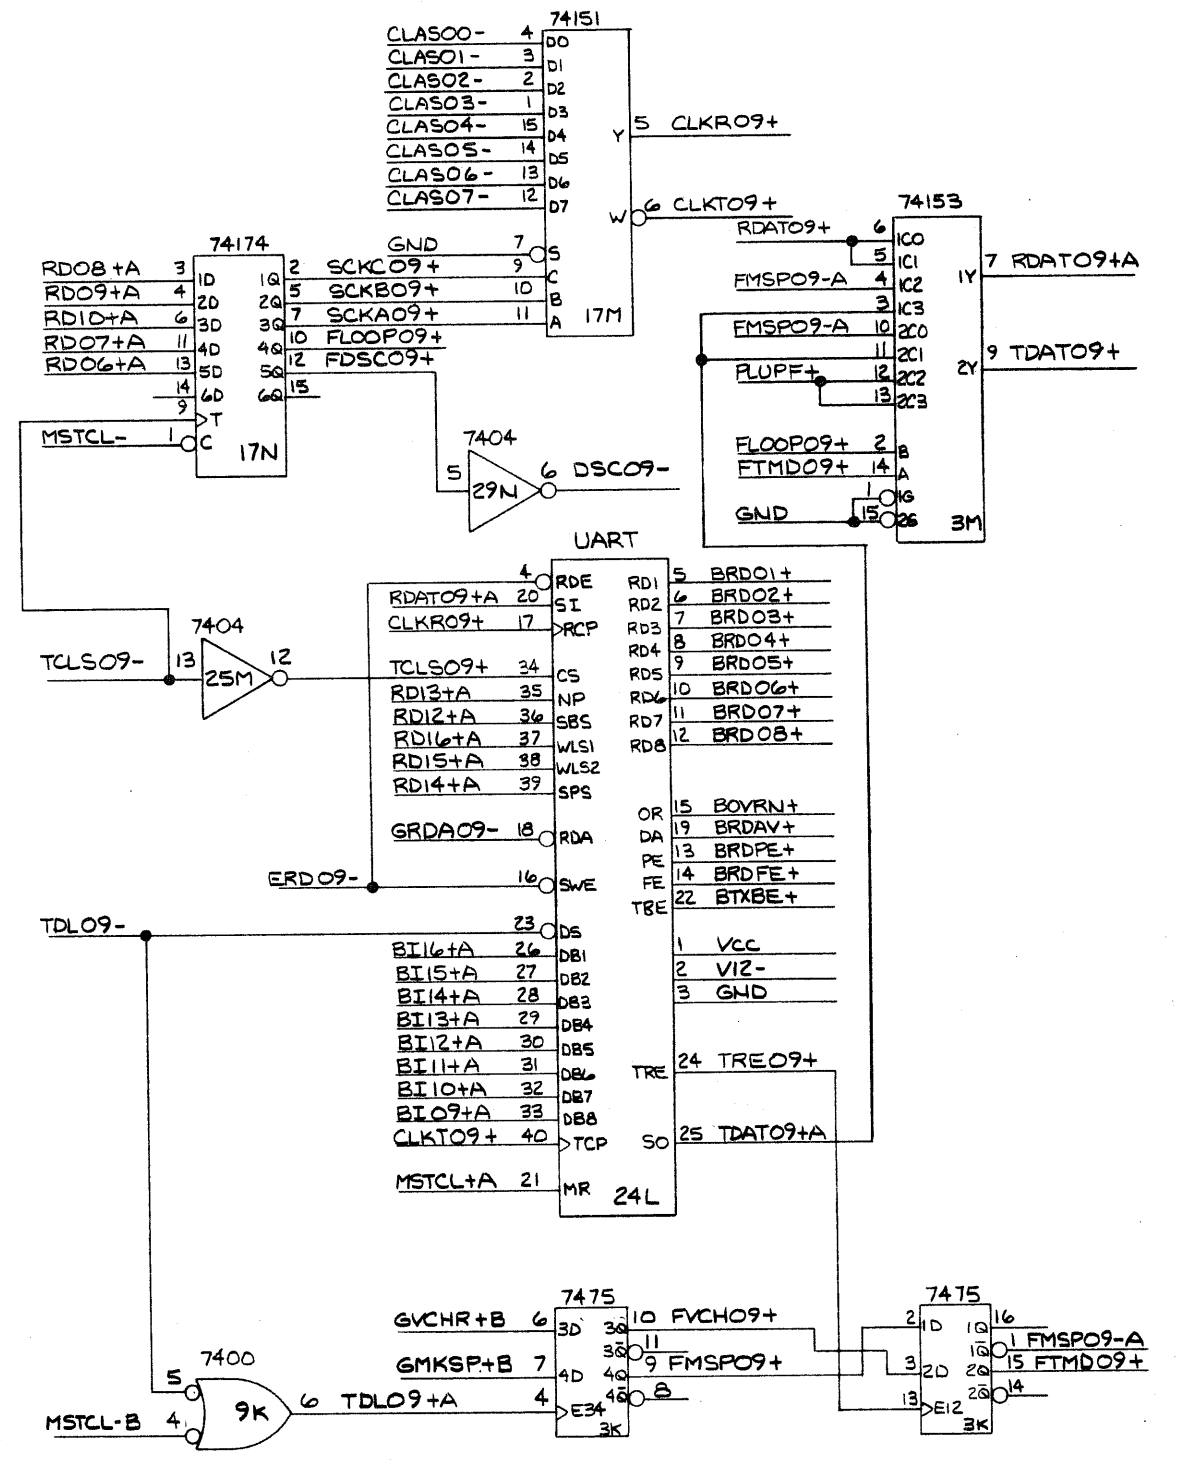 74151
CLAS00- 4 D0
CLAS01- 3 D1
CLAS02- 2 D2
CLAS03- 1 D3
CLAS04- 15 D4
CLAS05- 14 D5
CLAS06- 13 D6
CLAS07- 12 D7
GND 7 S
9 C
10 B
11 A
17M
Y 5 CLKR09+
W 6 CLKT09+
74174
RD08+A 3 1D
RD09+A 4 2D
RD10+A 6 3D
RD07+A 11 4D
RD06+A 13 5D
14 6D
9 T
MSTCL- 1 C
17N
1Q 2 SCKC09+
2Q 5 SCKB09+
3Q 7 SCKA09+
4Q 10 FLOOP09+
5Q 12 FDSC09+
6Q 15
7404
5 29N 6 DSC09-
74153
RDAT09+ 6 1C0
5 1C1
FMSP09-A 4 1C2
3 1C3
FMSP09-A 10 2C0
11 2C1
PLUPF+ 12 2C2
13 2C3
FLOOP09+ 2 B
FTMD09+ 14 A
1 1G
GND 15 2G
3M
1Y 7 RDAT09+A
2Y 9 TDAT09+
7404
TCLS09- 13 25M 12
UART
4 RDE
RDAT09+A 20 SI
CLKR09+ 17 RCP
TCLS09+ 34 CS
RD13+A 35 NP
RD12+A 36 SBS
RD16+A 37 WLS1
RD15+A 38 WLS2
RD14+A 39 SPS
GRDA09- 18 RDA
ERD09- 16 SWE
TDL09- 23 DS
BI16+A 26 DB1
BI15+A 27 DB2
BI14+A 28 DB3
BI13+A 29 DB4
BI12+A 30 DB5
BI11+A 31 DB6
BI10+A 32 DB7
BI09+A 33 DB8
CLKT09+ 40 TCP
MSTCL+A 21 MR
24L
RD1 5 BRD01+
RD2 6 BRD02+
RD3 7 BRD03+
RD4 8 BRD04+
RD5 9 BRD05+
RD6 10 BRD06+
RD7 11 BRD07+
RD8 12 BRD08+
OR 15 BOVRN+
DA 19 BRDAV+
PE 13 BRDPE+
FE 14 BRDFE+
TBE 22 BTXBE+
1 VCC
2 V12-
3 GND
TRE 24 TRE09+
SO 25 TDAT09+A
7400
5
MSTCL-B 4
9K 6 TDL09+A
7475
GVCHR+B 6 3D
GMKSP+B 7 4D
4 E34
3K
3Q 10 FVCH09+
3Q̅ 11
4Q 9 FMSP09+
4Q̅ 8
7475
2 1D
3 2D
13 E12
3K
1Q 16
1Q̅ 1 FMSP09-A
2Q 15 FTMD09+
2Q̅ 14